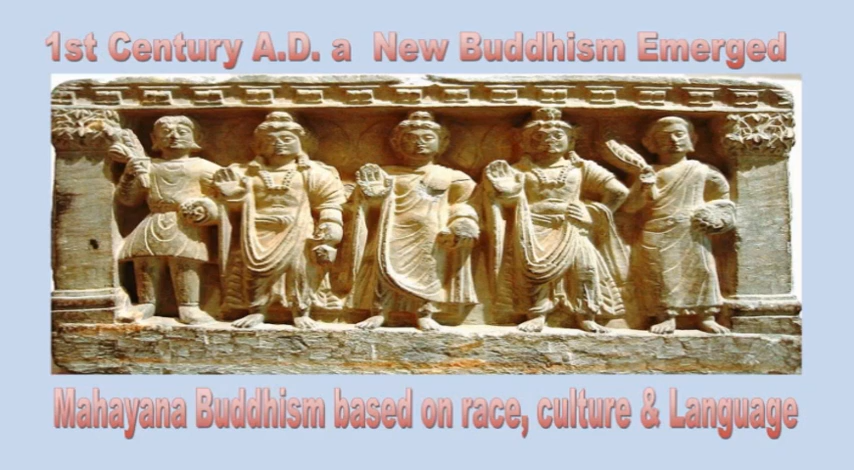 1st Century A.D. a New Buddhism Emerged
Mahayana Buddhism based on race, culture & Language